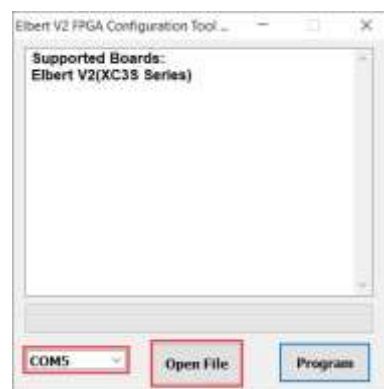 Elbert V2 FPGA Configuration Tool ...
Supported Boards:
Elbert V2(XC3S Series)
COM5
Open File
Program